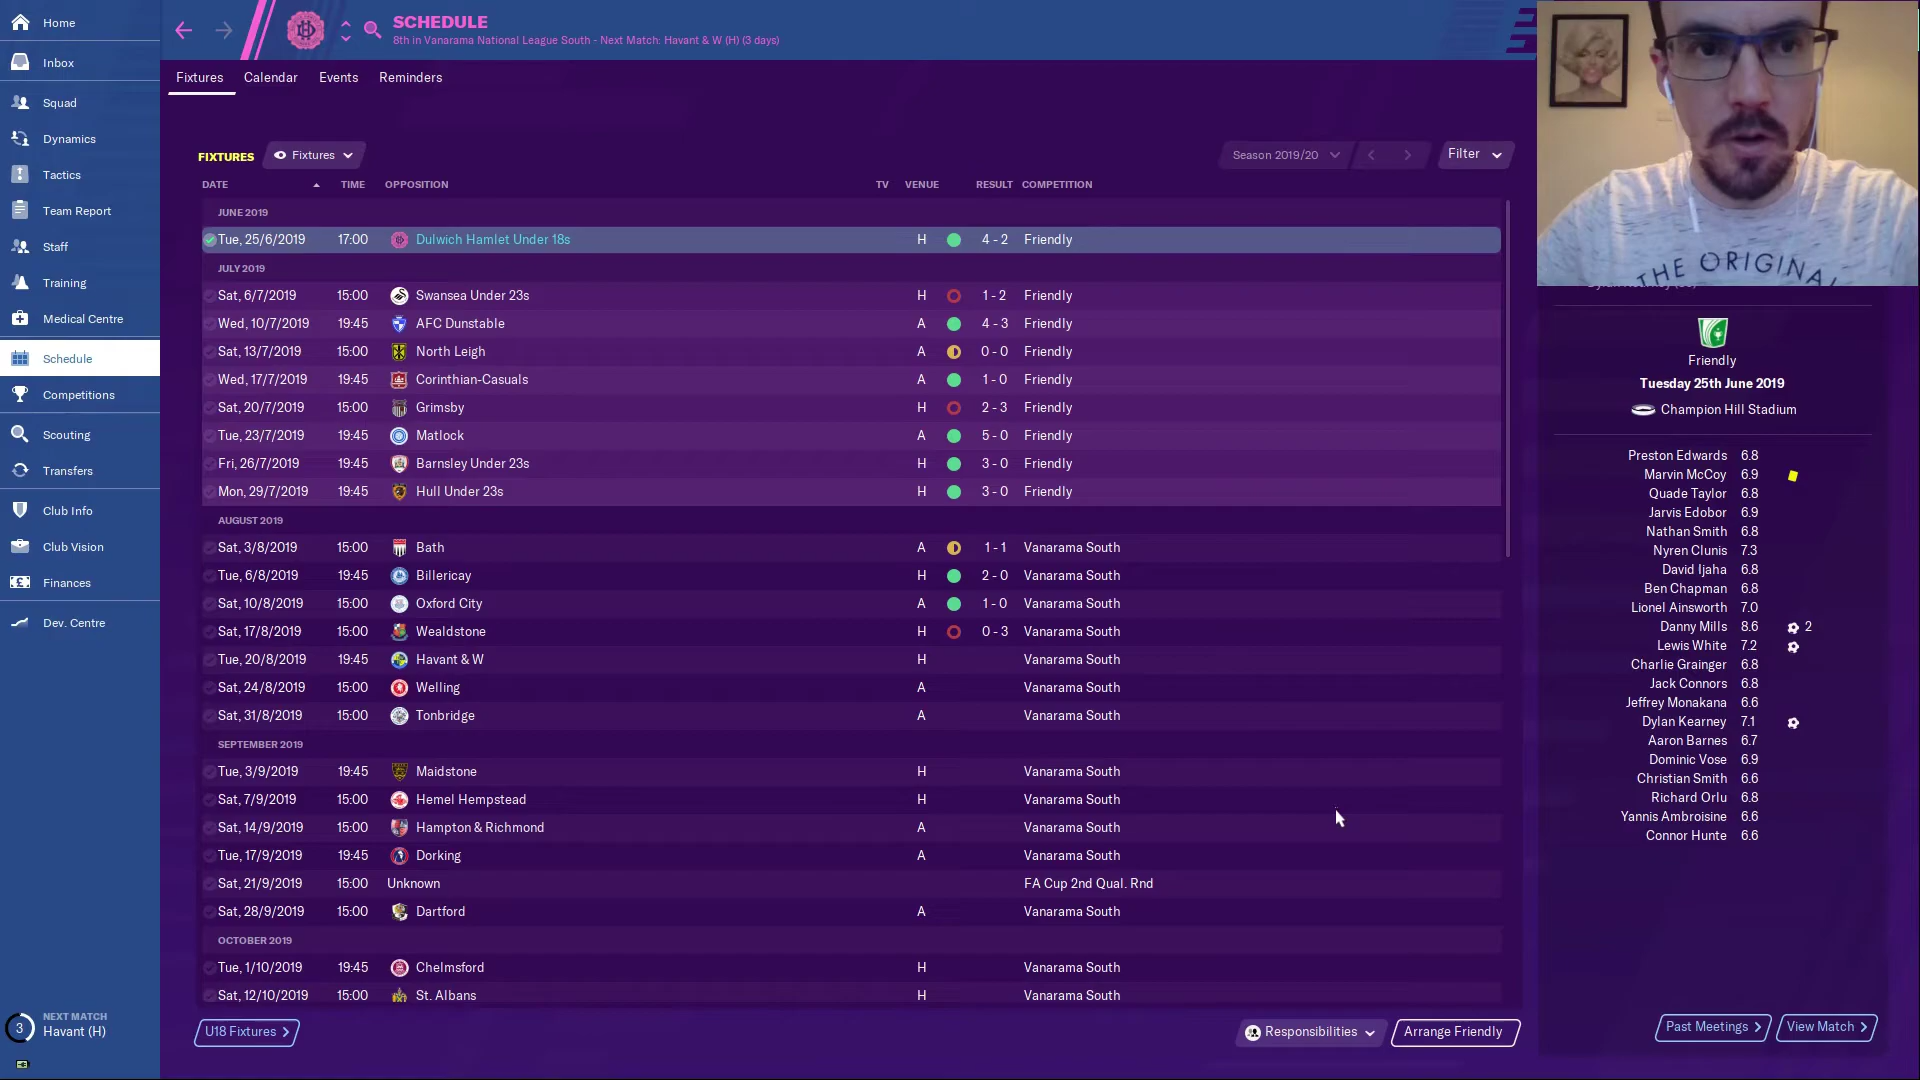 Home
Inbox
Squad
Dynamics
Tactics
Team Report
Staff
Training
Medical Centre
Schedule
Competitions
Scouting
Transfers
Club Info
Club Vision
Finances
Dev. Centre
3
NEXT MATCH
Havant (H)
SCHEDULE
8th in Vanarama National League South - Next Match: Havant & W (H) (3 days)
Fixtures Calendar Events Reminders
FIXTURES Fixtures Season 2019/20 Filter
DATE TIME OPPOSITION TV VENUE RESULT COMPETITION
JUNE 2019
Tue, 25/6/2019 17:00 Dulwich Hamlet Under 18s H 4 - 2 Friendly
JULY 2019
Sat, 6/7/2019 15:00 Swansea Under 23s H 1 - 2 Friendly
Wed, 10/7/2019 19:45 AFC Dunstable A 4 - 3 Friendly
Sat, 13/7/2019 15:00 North Leigh A 0 - 0 Friendly
Wed, 17/7/2019 19:45 Corinthian-Casuals A 1 - 0 Friendly
Sat, 20/7/2019 15:00 Grimsby H 2 - 3 Friendly
Tue, 23/7/2019 19:45 Matlock A 5 - 0 Friendly
Fri, 26/7/2019 19:45 Barnsley Under 23s H 3 - 0 Friendly
Mon, 29/7/2019 19:45 Hull Under 23s H 3 - 0 Friendly
AUGUST 2019
Sat, 3/8/2019 15:00 Bath A 1 - 1 Vanarama South
Tue, 6/8/2019 19:45 Billericay H 2 - 0 Vanarama South
Sat, 10/8/2019 15:00 Oxford City A 1 - 0 Vanarama South
Sat, 17/8/2019 15:00 Wealdstone H 0 - 3 Vanarama South
Tue, 20/8/2019 19:45 Havant & W H Vanarama South
Sat, 24/8/2019 15:00 Welling A Vanarama South
Sat, 31/8/2019 15:00 Tonbridge A Vanarama South
SEPTEMBER 2019
Tue, 3/9/2019 19:45 Maidstone H Vanarama South
Sat, 7/9/2019 15:00 Hemel Hempstead H Vanarama South
Sat, 14/9/2019 15:00 Hampton & Richmond A Vanarama South
Tue, 17/9/2019 19:45 Dorking A Vanarama South
Sat, 21/9/2019 15:00 Unknown FA Cup 2nd Qual. Rnd
Sat, 28/9/2019 15:00 Dartford A Vanarama South
OCTOBER 2019
Tue, 1/10/2019 19:45 Chelmsford H Vanarama South
Sat, 12/10/2019 15:00 St. Albans H Vanarama South
U18 Fixtures Responsibilities Arrange Friendly
THE ORIGINAL
Friendly
Tuesday 25th June 2019
Champion Hill Stadium
Preston Edwards 6.8
Marvin McCoy 6.9
Quade Taylor 6.8
Jarvis Edobor 6.9
Nathan Smith 6.8
Nyren Clunis 7.3
David Ijaha 6.8
Ben Chapman 6.8
Lionel Ainsworth 7.0
Danny Mills 8.6 2
Lewis White 7.2
Charlie Grainger 6.8
Jack Connors 6.8
Jeffrey Monakana 6.6
Dylan Kearney 7.1
Aaron Barnes 6.7
Dominic Vose 6.9
Christian Smith 6.6
Richard Orlu 6.8
Yannis Ambroisine 6.6
Connor Hunte 6.6
Past Meetings View Match